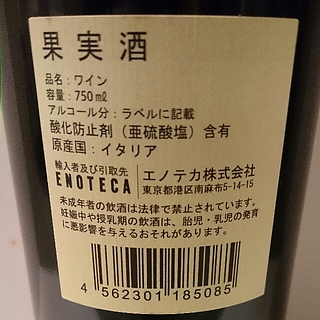 果実酒
品名：ワイン
容量：750mℓ
アルコール分：ラベルに記載
酸化防止剤（亜硫酸塩）含有
原産国：イタリア
輸入者及び引取先
ENOTECA エノテカ株式会社
東京都港区南麻布5-14-15
未成年者の飲酒は法律で禁止されています。
妊娠中や授乳期の飲酒は、胎児・乳児の発育
に悪影響を与えるおそれがあります。
4 562301 185085